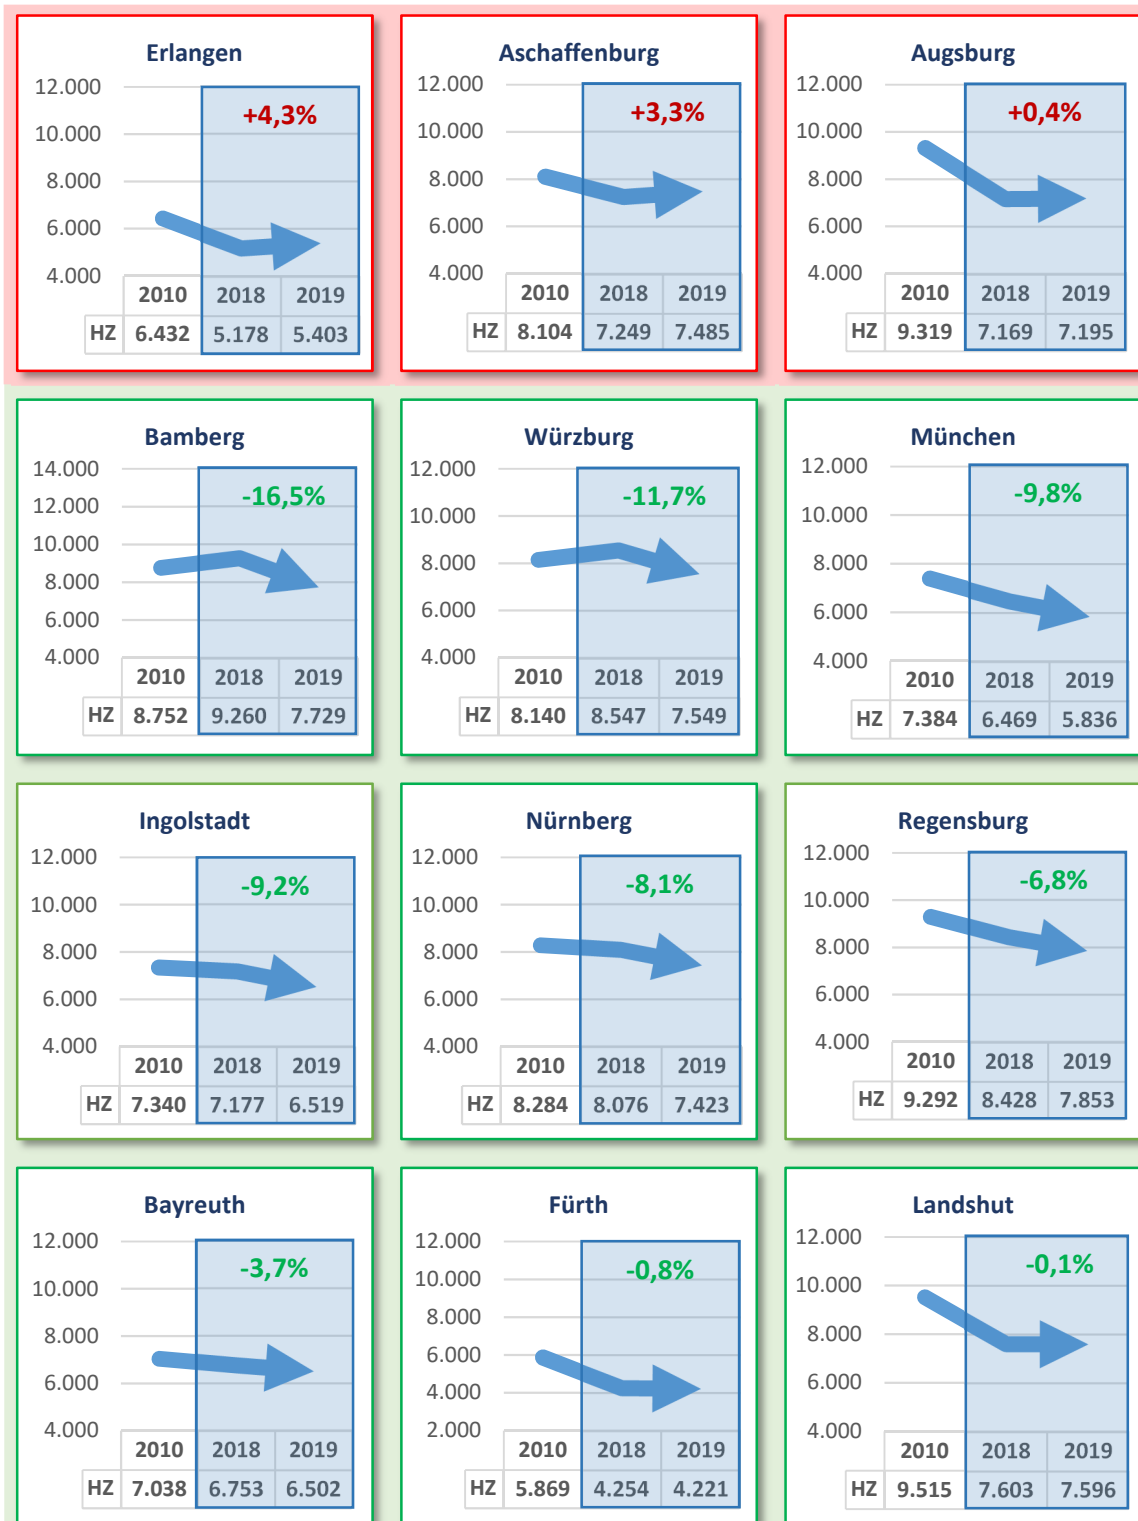 Erlangen
+4,3%
12.000
10.000
8.000
6.000
4.000
2010 2018 2019
HZ 6.432 5.178 5.403
Aschaffenburg
+3,3%
12.000
10.000
8.000
6.000
4.000
2010 2018 2019
HZ 8.104 7.249 7.485
Augsburg
+0,4%
12.000
10.000
8.000
6.000
4.000
2010 2018 2019
HZ 9.319 7.169 7.195
Bamberg
-16,5%
14.000
12.000
10.000
8.000
6.000
4.000
2010 2018 2019
HZ 8.752 9.260 7.729
Würzburg
-11,7%
12.000
10.000
8.000
6.000
4.000
2010 2018 2019
HZ 8.140 8.547 7.549
München
-9,8%
12.000
10.000
8.000
6.000
4.000
2010 2018 2019
HZ 7.384 6.469 5.836
Ingolstadt
-9,2%
12.000
10.000
8.000
6.000
4.000
2010 2018 2019
HZ 7.340 7.177 6.519
Nürnberg
-8,1%
12.000
10.000
8.000
6.000
4.000
2010 2018 2019
HZ 8.284 8.076 7.423
Regensburg
-6,8%
12.000
10.000
8.000
6.000
4.000
2010 2018 2019
HZ 9.292 8.428 7.853
Bayreuth
-3,7%
12.000
10.000
8.000
6.000
4.000
2010 2018 2019
HZ 7.038 6.753 6.502
Fürth
-0,8%
12.000
10.000
8.000
6.000
4.000
2.000
2010 2018 2019
HZ 5.869 4.254 4.221
Landshut
-0,1%
12.000
10.000
8.000
6.000
4.000
2010 2018 2019
HZ 9.515 7.603 7.596